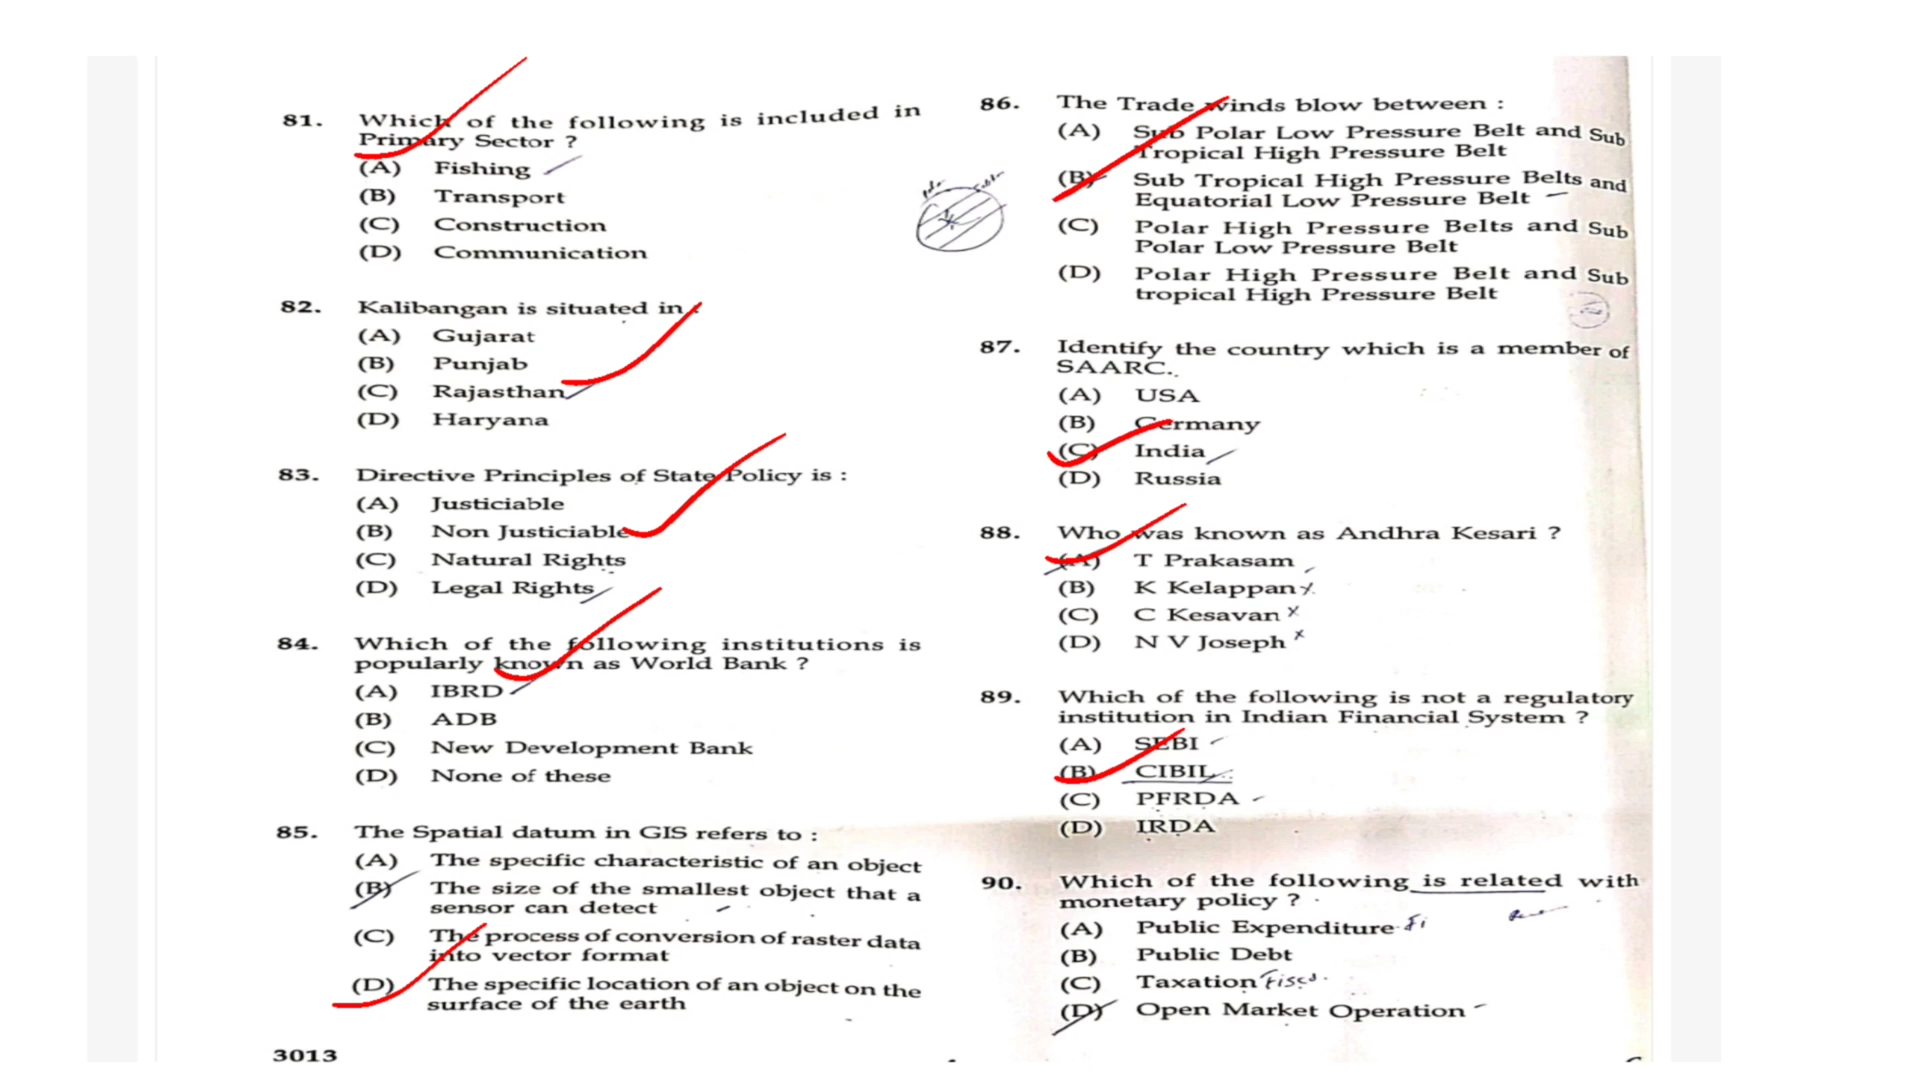 81. Which of the following is included in
Primary Sector ?
(A) Fishing
(B) Transport
(C) Construction
(D) Communication
82. Kalibangan is situated in :
(A) Gujarat
(B) Punjab
(C) Rajasthan
(D) Haryana
83. Directive Principles of State Policy is :
(A) Justiciable
(B) Non Justiciable
(C) Natural Rights
(D) Legal Rights
84. Which of the following institutions is
popularly known as World Bank ?
(A) IBRD
(B) ADB
(C) New Development Bank
(D) None of these
85. The Spatial datum in GIS refers to :
(A) The specific characteristic of an object
(B) The size of the smallest object that a
sensor can detect
(C) The process of conversion of raster data
into vector format
(D) The specific location of an object on the
surface of the earth
3013
86. The Trade winds blow between :
(A) Sub Polar Low Pressure Belt and Sub
Tropical High Pressure Belt
(B) Sub Tropical High Pressure Belts and
Equatorial Low Pressure Belt
(C) Polar High Pressure Belts and Sub
Polar Low Pressure Belt
(D) Polar High Pressure Belt and Sub
tropical High Pressure Belt
87. Identify the country which is a member of
SAARC.
(A) USA
(B) Germany
(C) India
(D) Russia
88. Who was known as Andhra Kesari ?
(A) T Prakasam
(B) K Kelappan
(C) C Kesavan
(D) N V Joseph
89. Which of the following is not a regulatory
institution in Indian Financial System ?
(A) SEBI
(B) CIBIL
(C) PFRDA
(D) IRDA
90. Which of the following is related with
monetary policy ?
(A) Public Expenditure
(B) Public Debt
(C) Taxation
(D) Open Market Operation